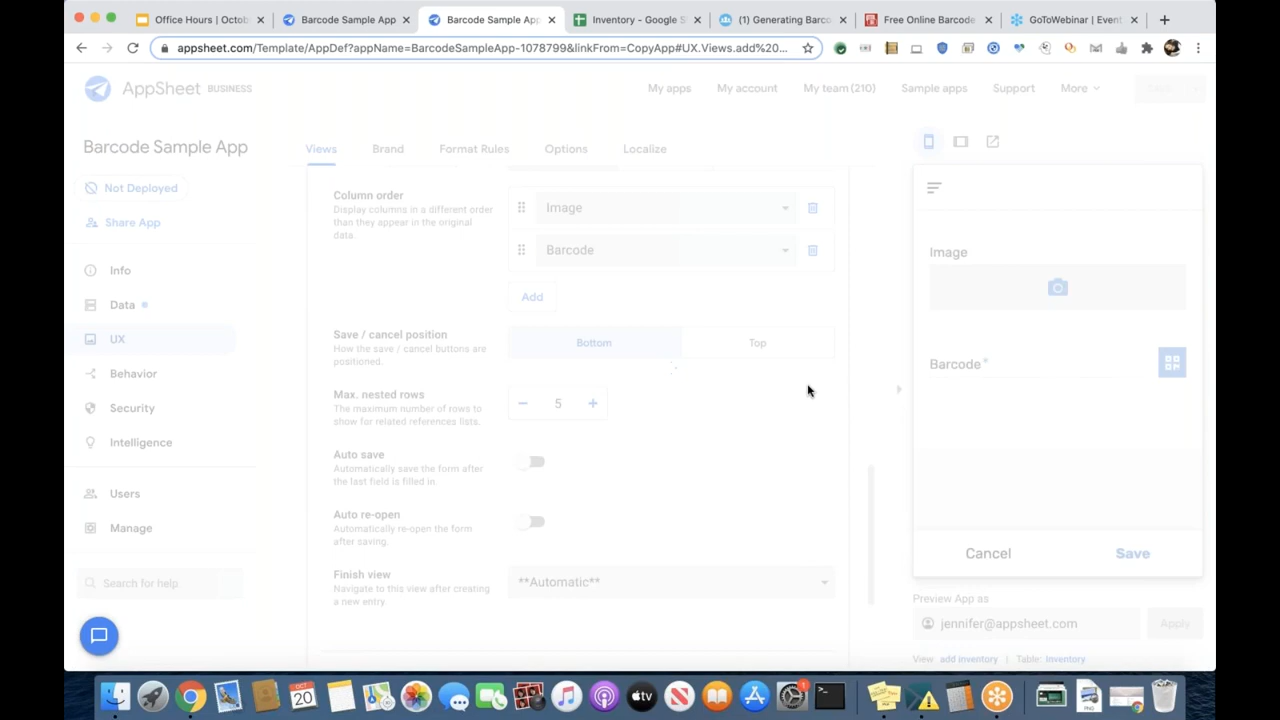 Office Hours | Octob
Barcode Sample App
Barcode Sample App
Inventory - Google S
(1) Generating Barco
Free Online Barcode
GoToWebinar | Event
appsheet.com/Template/AppDef?appName=BarcodeSampleApp-1078799&linkFrom=CopyApp#UX.Views.add%20...
AppSheet BUSINESS
My apps
My account
My team (210)
Sample apps
Support
More
Barcode Sample App
Views
Brand
Format Rules
Options
Localize
Not Deployed
Share App
Info
Data
UX
Behavior
Security
Intelligence
Users
Manage
Search for help
Column order
Display columns in a different order
than they appear in the original
data.
Image
Barcode
Add
Save / cancel position
How the save / cancel buttons are
positioned.
Bottom
Top
Max. nested rows
The maximum number of rows to
show for related references lists.
5
Auto save
Automatically save the form after
the last field is filled in.
Auto re-open
Automatically re-open the form
after saving.
Finish view
Navigate to this view after creating
a new entry.
**Automatic**
Image
Barcode*
Cancel
Save
Preview App as
jennifer@appsheet.com
Apply
View add inventory | Table: Inventory
OCT
20
tv
1